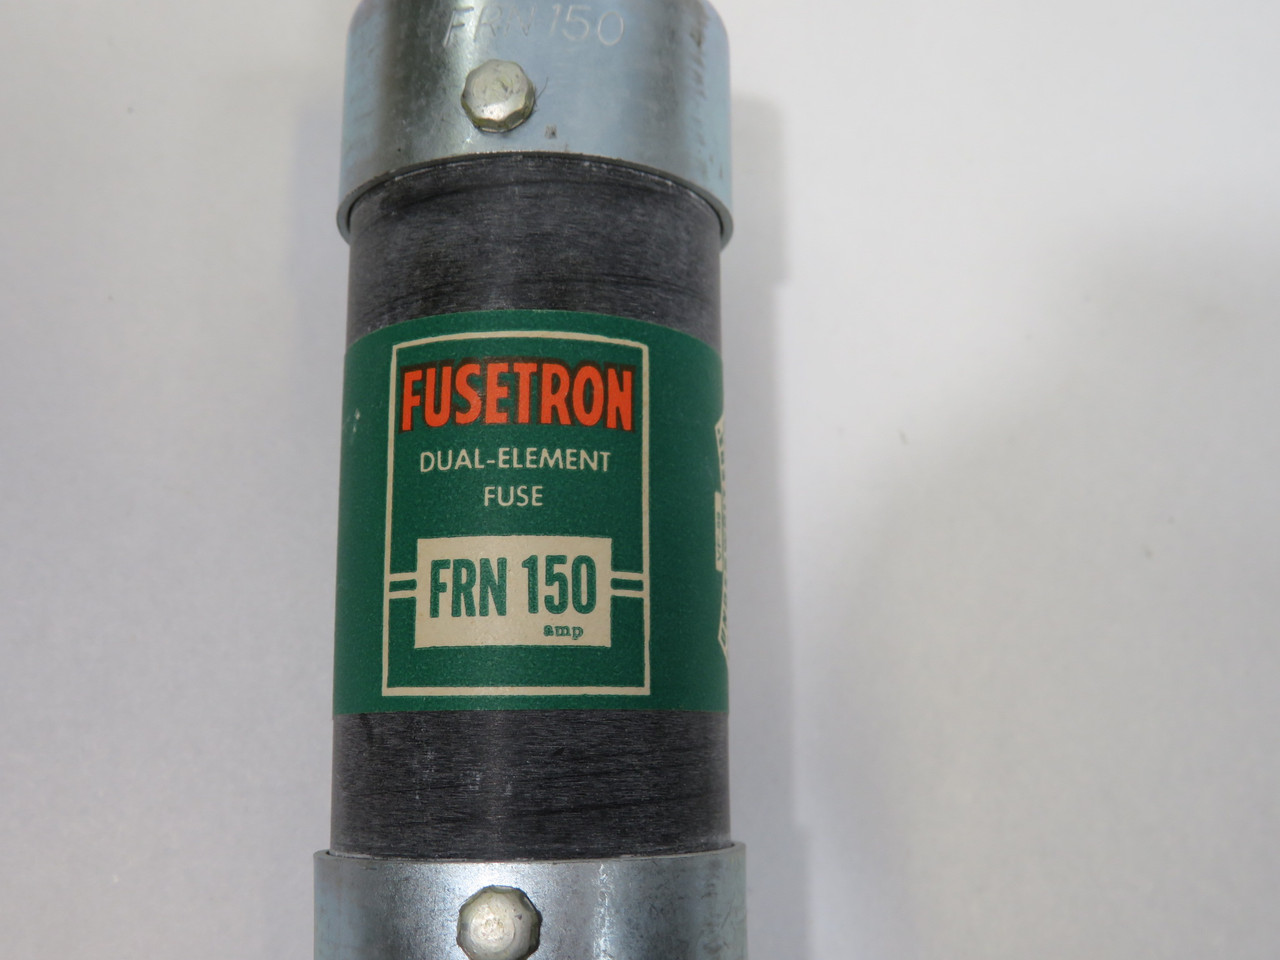 FRN 150
FUSETRON
DUAL-ELEMENT
FUSE
FRN 150
amp